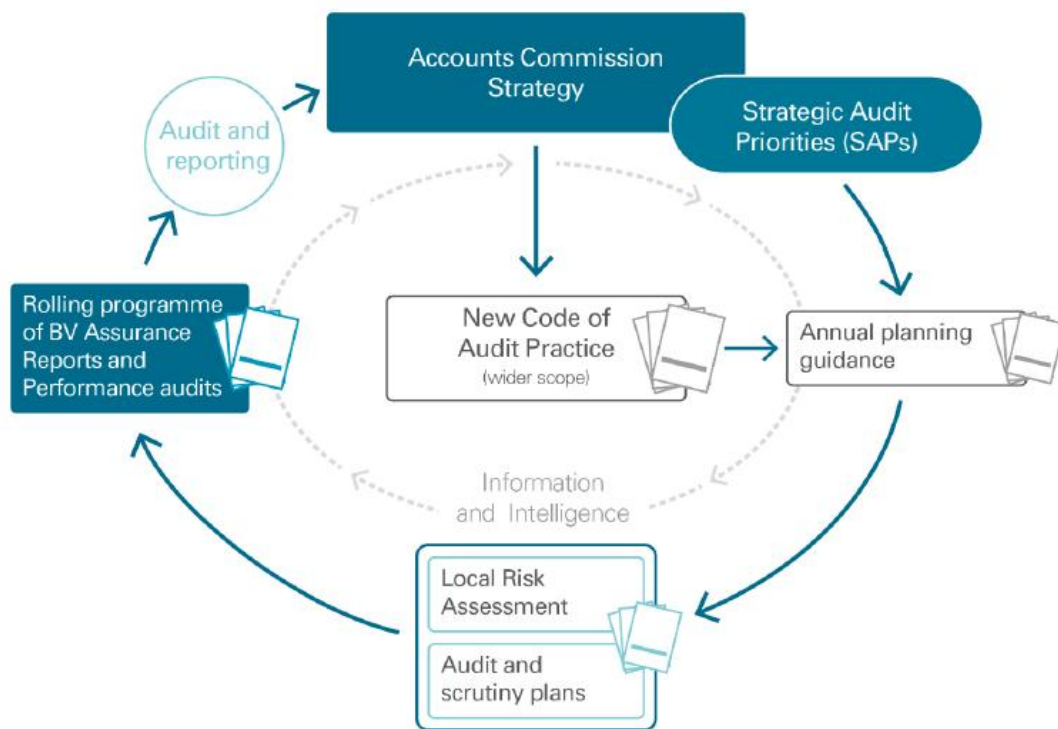 Accounts Commission
Strategy
Strategic Audit
Priorities (SAPs)
Audit and
reporting
Rolling programme
of BV Assurance
Reports and
Performance audits
New Code of
Audit Practice
(wider scope)
Annual planning
guidance
Information
and Intelligence
Local Risk
Assessment
Audit and
scrutiny plans